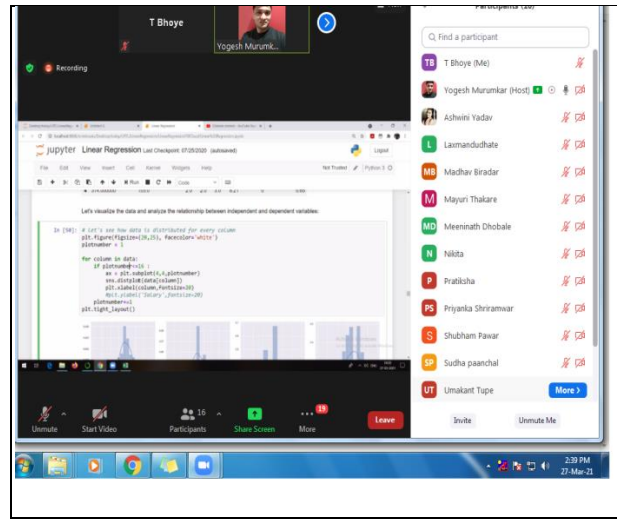 T Bhoye
Yogesh Murumk...
Recording
jupyter Linear Regression Last Checkpoint: 07/25/2020 (autosaved)
Logout
File Edit View Insert Cell Kernel Widgets Help
Not Trusted Python 3
Run Code
Let's visualize the data and analyze the relationship between independent and dependent variables:
In [50]: # let's see how data is distributed for every column
plt.figure(figsize=(20,25), facecolor='white')
plotnumber = 1
for column in data:
if plotnumber<=16 :
ax = plt.subplot(4,4,plotnumber)
sns.distplot(data[column])
plt.xlabel(column,fontsize=20)
#plt.ylabel('Salary',fontsize=20)
plotnumber+=1
plt.tight_layout()
Unmute
Start Video
16
Participants
Share Screen
19
More
Leave
Find a participant
TB T Bhoye (Me)
Yogesh Murumkar (Host)
Ashwini Yadav
L Laxmandudhate
MB Madhav Biradar
M Mayuri Thakare
MD Meeninath Dhobale
N Nikita
P Pratiksha
PS Priyanka Shriramwar
S Shubham Pawar
SP Sudha paanchal
UT Umakant Tupe
More >
Invite
Unmute Me
2:39 PM
27-Mar-21